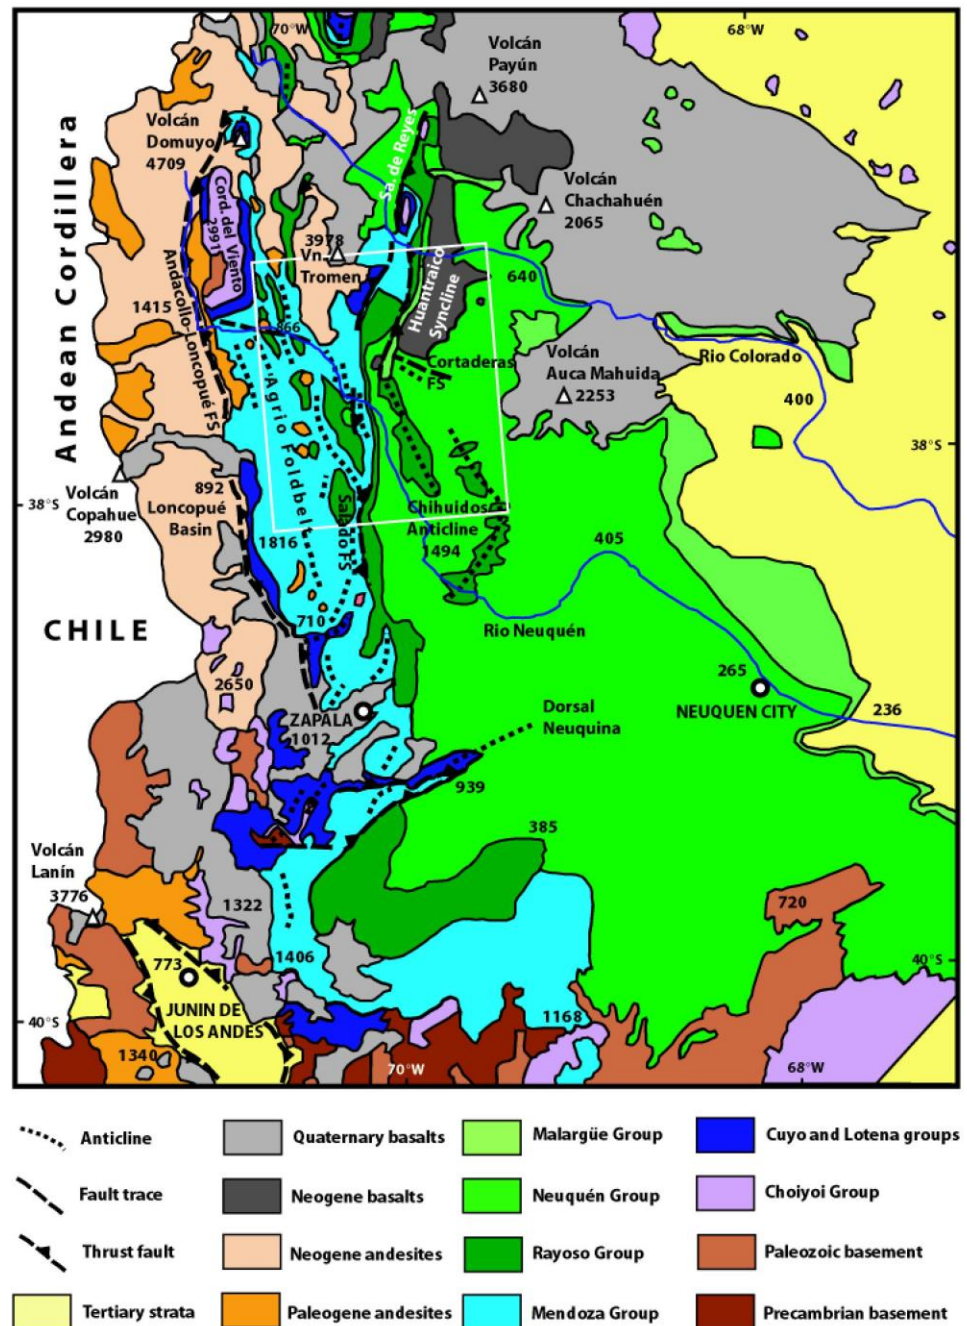 70°W
68°W
Volcán
Payún
3680
Andean Cordillera
Volcán
Domuyo
4709
Sa. de Reyes
Volcán
Chachahuén
2065
Cord. del Viento
2991
3978
Vn.
Tromen
Huantraico
Syncline
640
1415
Andacollo-Loncopué FS
866
Rio Colorado
Cortaderas
FS
Volcán
Auca Mahuida
2253
400
Agrio Foldbelt
38°S
38°S
Volcán
Copahue
2980
892
Loncopué
Basin
Salado FS
Chihuidos
Anticline
1494
1816
405
CHILE
710
Rio Neuquén
2650
265
NEUQUEN CITY
236
ZAPALA
1012
Dorsal
Neuquina
939
385
Volcán
Lanín
3776
1322
720
1406
40°S
773
JUNIN DE
LOS ANDES
40°S
1168
1340
70°W
68°W
Anticline
Quaternary basalts
Malargüe Group
Cuyo and Lotena groups
Fault trace
Neogene basalts
Neuquén Group
Choiyoi Group
Thrust fault
Neogene andesites
Rayoso Group
Paleozoic basement
Tertiary strata
Paleogene andesites
Mendoza Group
Precambrian basement